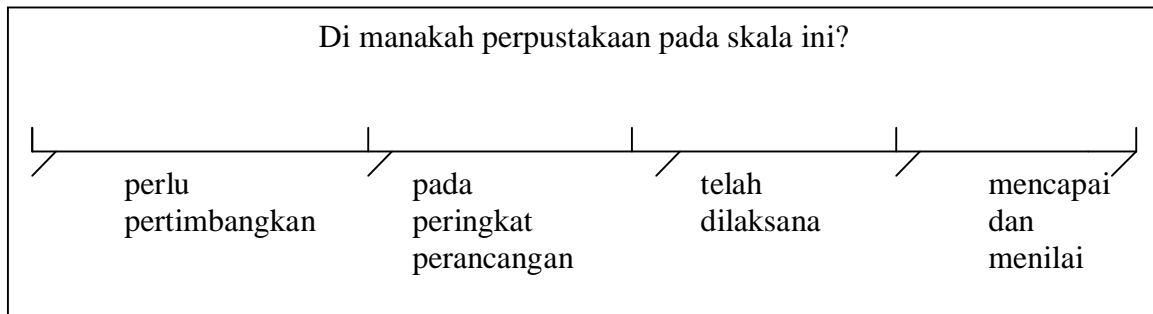 Di manakah perpustakaan pada skala ini?
perlu
pertimbangkan
pada
peringkat
perancangan
telah
dilaksana
mencapai
dan
menilai